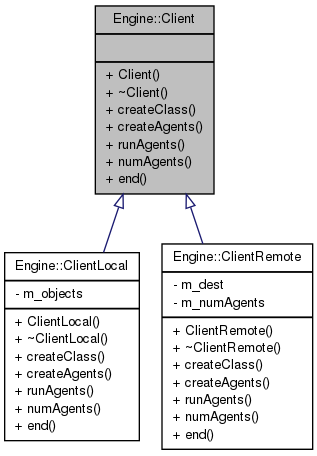 Engine::Client
+ Client()
+ ~Client()
+ createClass()
+ createAgents()
+ runAgents()
+ numAgents()
+ end()
Engine::ClientLocal
- m_objects
+ ClientLocal()
+ ~ClientLocal()
+ createClass()
+ createAgents()
+ runAgents()
+ numAgents()
+ end()
Engine::ClientRemote
- m_dest
- m_numAgents
+ ClientRemote()
+ ~ClientRemote()
+ createClass()
+ createAgents()
+ runAgents()
+ numAgents()
+ end()